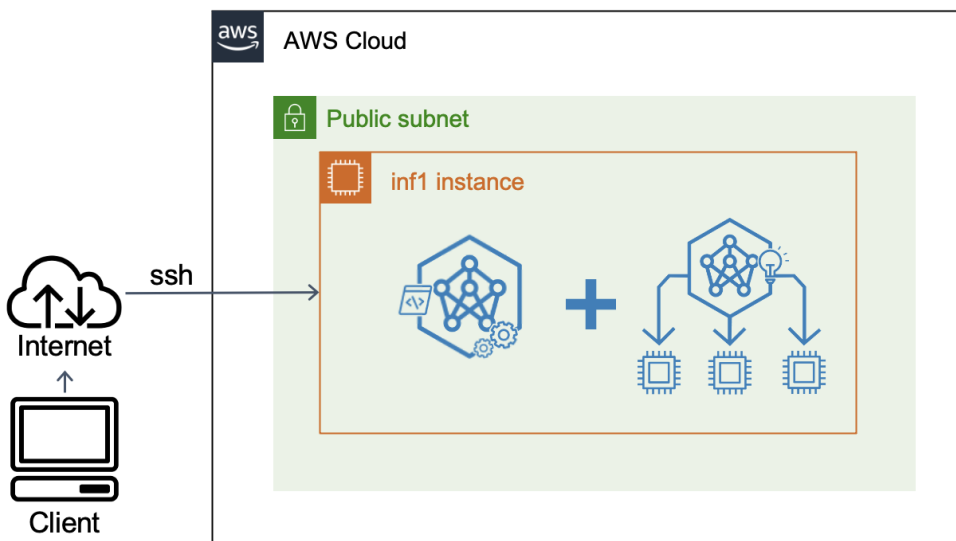 aws
AWS Cloud
Public subnet
inf1 instance
ssh
Internet
Client